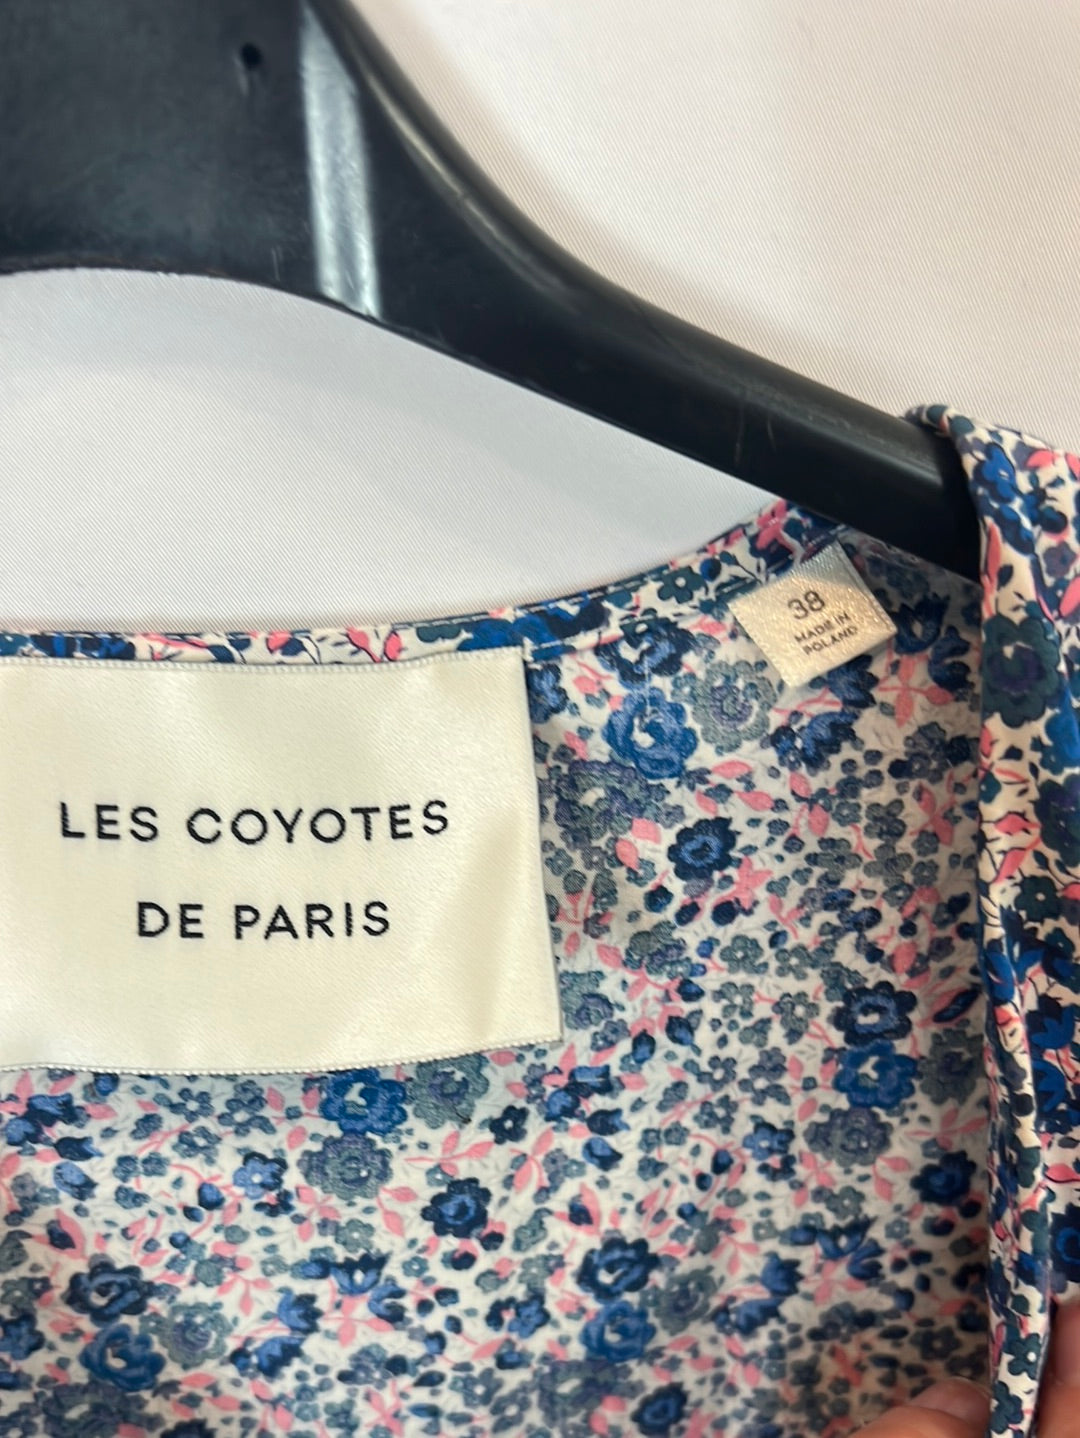 38
MADE IN
POLAND
LES COYOTES
DE PARIS